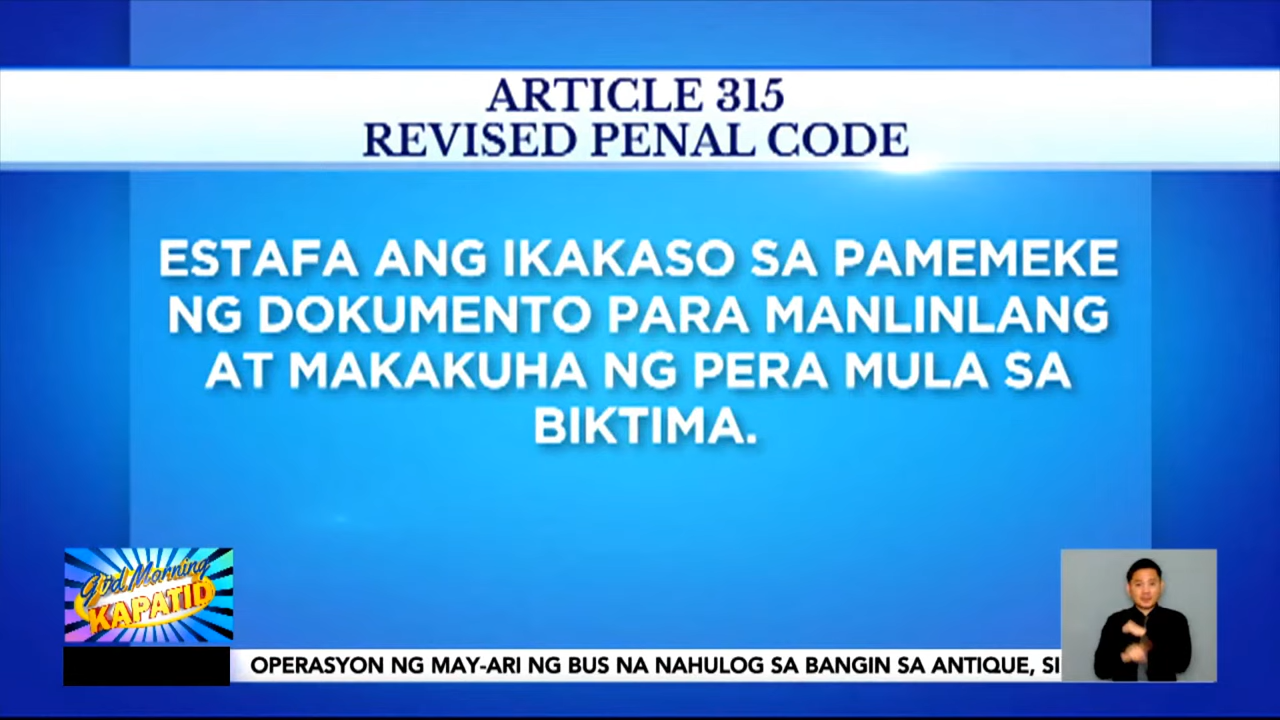 ARTICLE 315
REVISED PENAL CODE
ESTAFA ANG IKAKASO SA PAMEMEKE
NG DOKUMENTO PARA MANLINLANG
AT MAKAKUHA NG PERA MULA SA
BIKTIMA.
Gud Morning
KAPATID
OPERASYON NG MAY-ARI NG BUS NA NAHULOG SA BANGIN SA ANTIQUE, SI